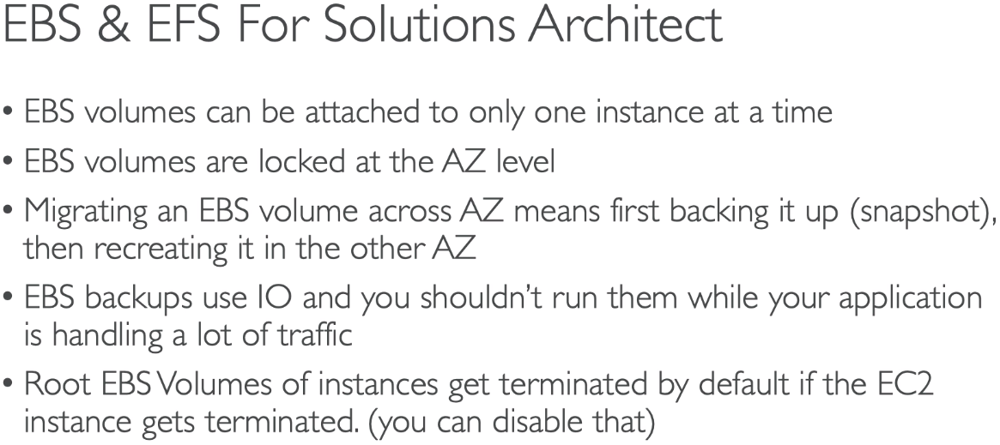 EBS & EFS For Solutions Architect
• EBS volumes can be attached to only one instance at a time
• EBS volumes are locked at the AZ level
• Migrating an EBS volume across AZ means first backing it up (snapshot),
then recreating it in the other AZ
• EBS backups use IO and you shouldn't run them while your application
is handling a lot of traffic
• Root EBS Volumes of instances get terminated by default if the EC2
instance gets terminated. (you can disable that)